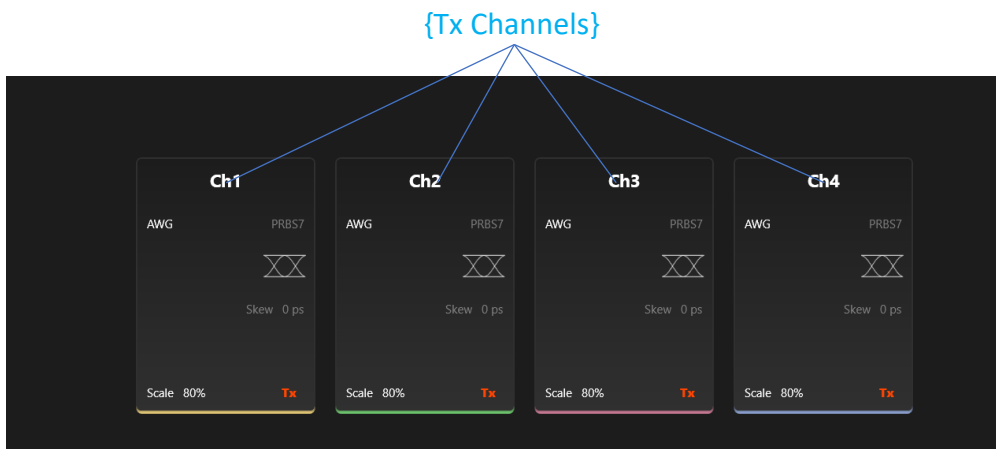 {Tx Channels}
Ch1 Ch2 Ch3 Ch4
AWG PRBS7 AWG PRBS7 AWG PRBS7 AWG PRBS7
Skew 0 ps Skew 0 ps Skew 0 ps Skew 0 ps
Scale 80% Tx Scale 80% Tx Scale 80% Tx Scale 80% Tx